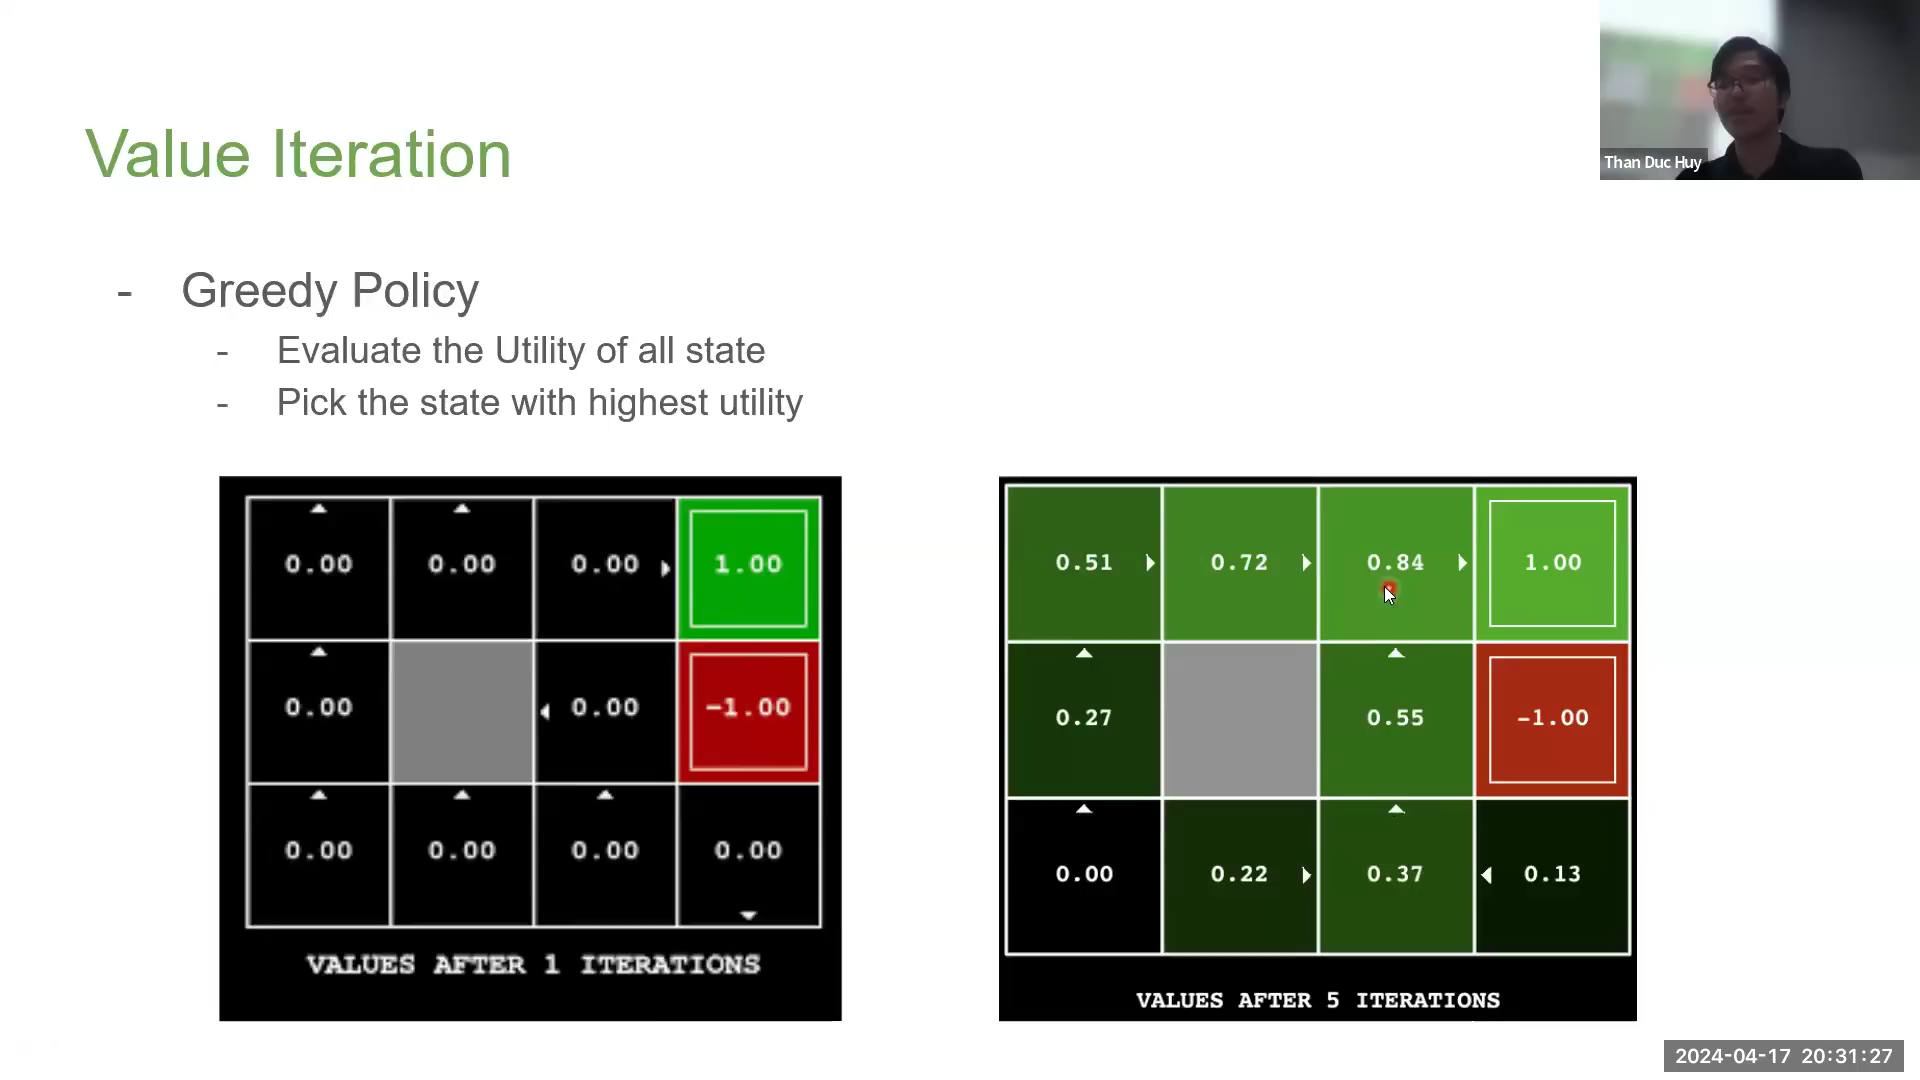 Than Duc Huy
Value Iteration
- Greedy Policy
- Evaluate the Utility of all state
- Pick the state with highest utility
0.00 0.00 0.00 1.00
0.00 0.00 -1.00
0.00 0.00 0.00 0.00
VALUES AFTER 1 ITERATIONS
0.51 0.72 0.84 1.00
0.27 0.55 -1.00
0.00 0.22 0.37 0.13
VALUES AFTER 5 ITERATIONS
2024-04-17 20:31:27